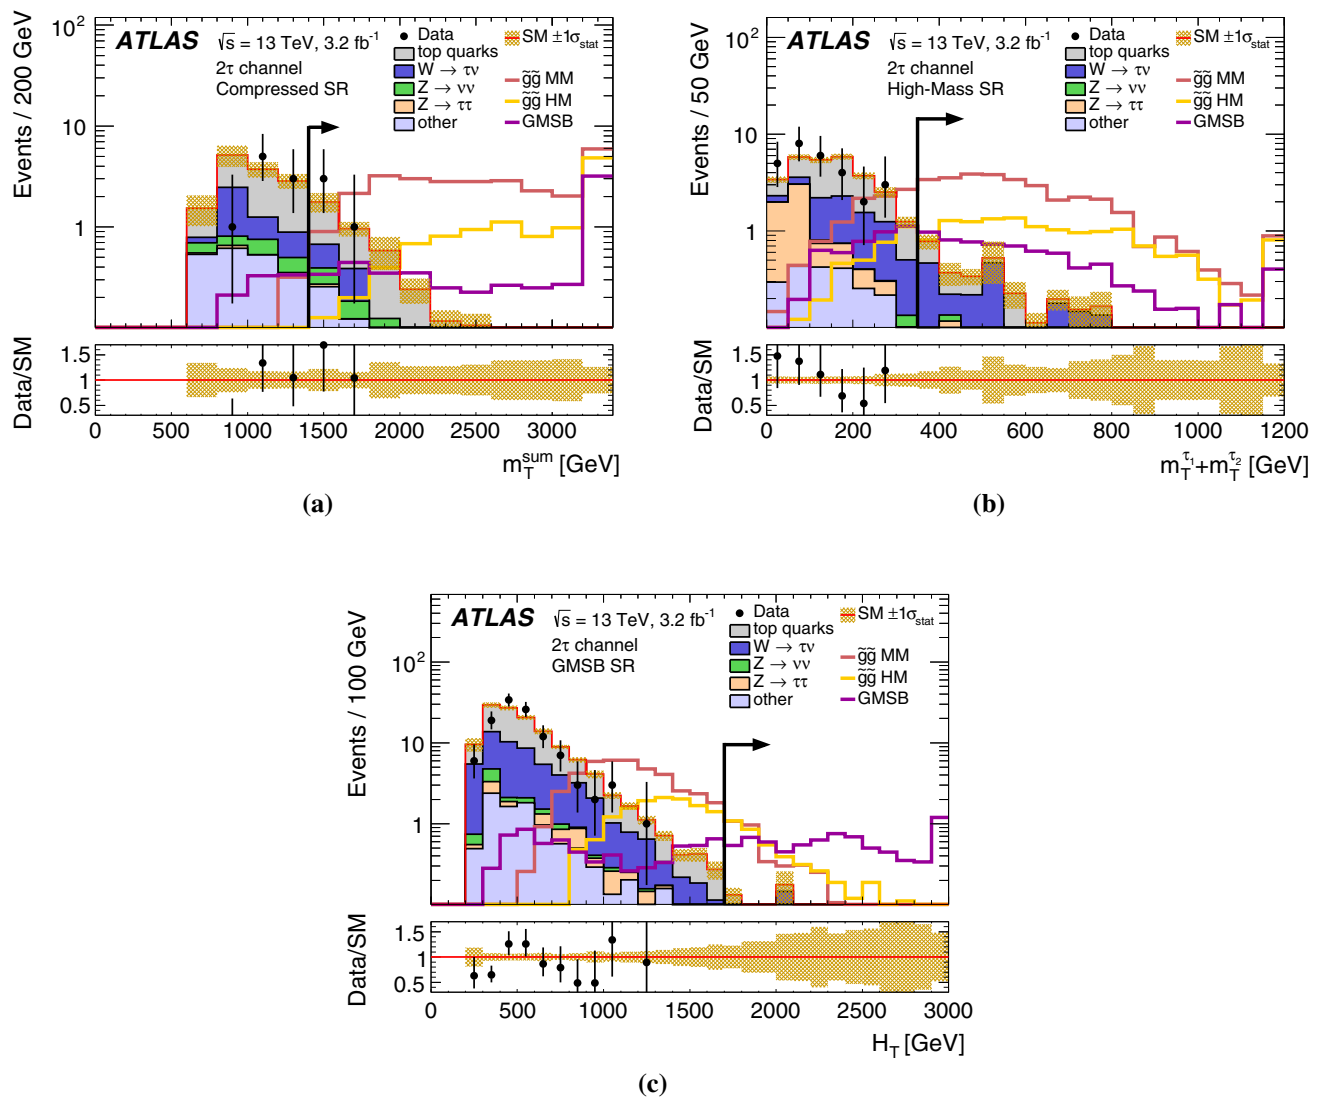 ATLAS
√s = 13 TeV, 3.2 fb⁻¹
2τ channel
Compressed SR
Data
top quarks
W → τν
Z → νν
Z → ττ
other
SM ±1σ_stat
g̃g̃ MM
g̃g̃ HM
GMSB
Events / 200 GeV
10²
10
1
Data/SM
1.5
1
0.5
0 500 1000 1500 2000 2500 3000
m_T^sum [GeV]
(a)
ATLAS
√s = 13 TeV, 3.2 fb⁻¹
2τ channel
High-Mass SR
Data
top quarks
W → τν
Z → νν
Z → ττ
other
SM ±1σ_stat
g̃g̃ MM
g̃g̃ HM
GMSB
Events / 50 GeV
10²
10
1
Data/SM
1.5
1
0.5
0 200 400 600 800 1000 1200
m_T^τ₁+m_T^τ₂ [GeV]
(b)
ATLAS
√s = 13 TeV, 3.2 fb⁻¹
2τ channel
GMSB SR
Data
top quarks
W → τν
Z → νν
Z → ττ
other
SM ±1σ_stat
g̃g̃ MM
g̃g̃ HM
GMSB
Events / 100 GeV
10²
10
1
Data/SM
1.5
1
0.5
0 500 1000 1500 2000 2500 3000
H_T [GeV]
(c)